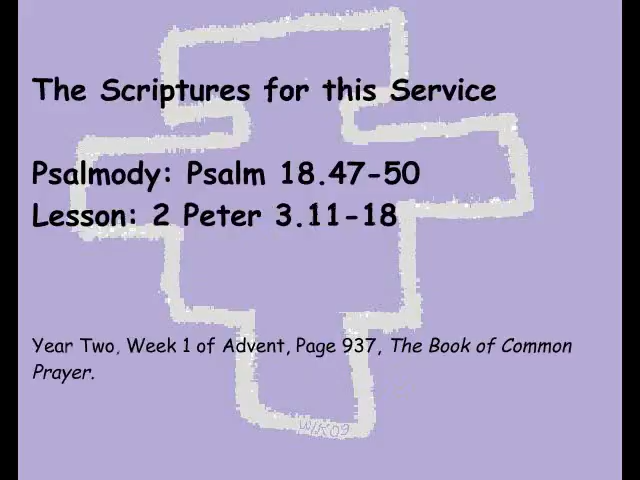 The Scriptures for this Service
Psalmody: Psalm 18.47-50
Lesson: 2 Peter 3.11-18
Year Two, Week 1 of Advent, Page 937, The Book of Common
Prayer.
WLK09